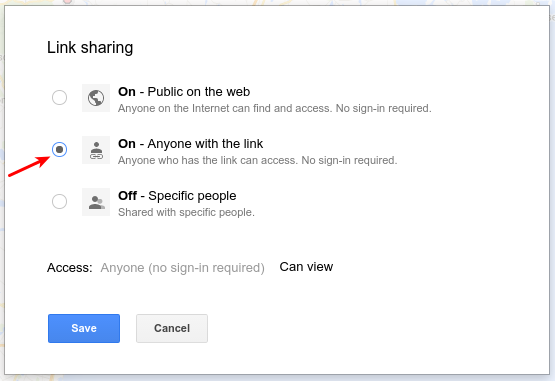 Link sharing
On - Public on the web
Anyone on the Internet can find and access. No sign-in required.
On - Anyone with the link
Anyone who has the link can access. No sign-in required.
Off - Specific people
Shared with specific people.
Access: Anyone (no sign-in required) Can view
Save Cancel